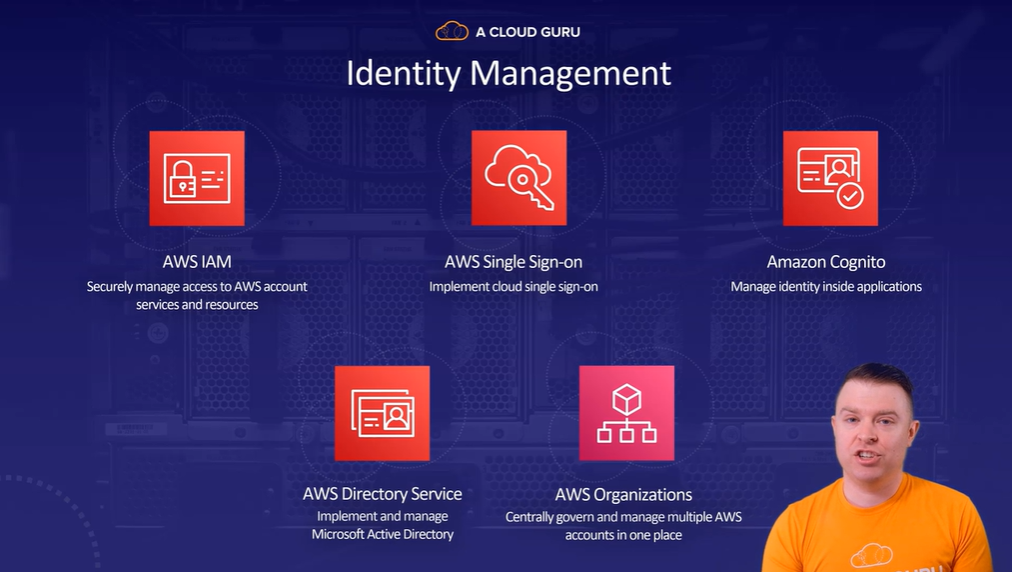 A CLOUD GURU
Identity Management
AWS IAM
Securely manage access to AWS account
services and resources
AWS Single Sign-on
Implement cloud single sign-on
Amazon Cognito
Manage identity inside applications
AWS Directory Service
Implement and manage
Microsoft Active Directory
AWS Organizations
Centrally govern and manage multiple AWS
accounts in one place